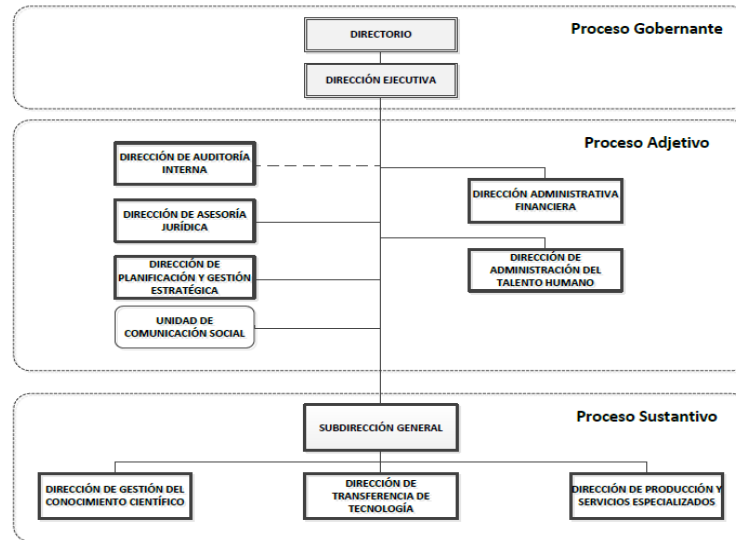 Proceso Gobernante
DIRECTORIO
DIRECCIÓN EJECUTIVA
Proceso Adjetivo
DIRECCIÓN DE AUDITORÍA
INTERNA
DIRECCIÓN ADMINISTRATIVA
FINANCIERA
DIRECCIÓN DE ASESORÍA
JURÍDICA
DIRECCIÓN DE
ADMINISTRACIÓN DEL
TALENTO HUMANO
DIRECCIÓN DE
PLANIFICACIÓN Y GESTIÓN
ESTRATÉGICA
UNIDAD DE
COMUNICACIÓN SOCIAL
Proceso Sustantivo
SUBDIRECCIÓN GENERAL
DIRECCIÓN DE GESTIÓN DEL
CONOCIMIENTO CIENTÍFICO
DIRECCIÓN DE
TRANSFERENCIA DE
TECNOLOGÍA
DIRECCIÓN DE PRODUCCIÓN Y
SERVICIOS ESPECIALIZADOS